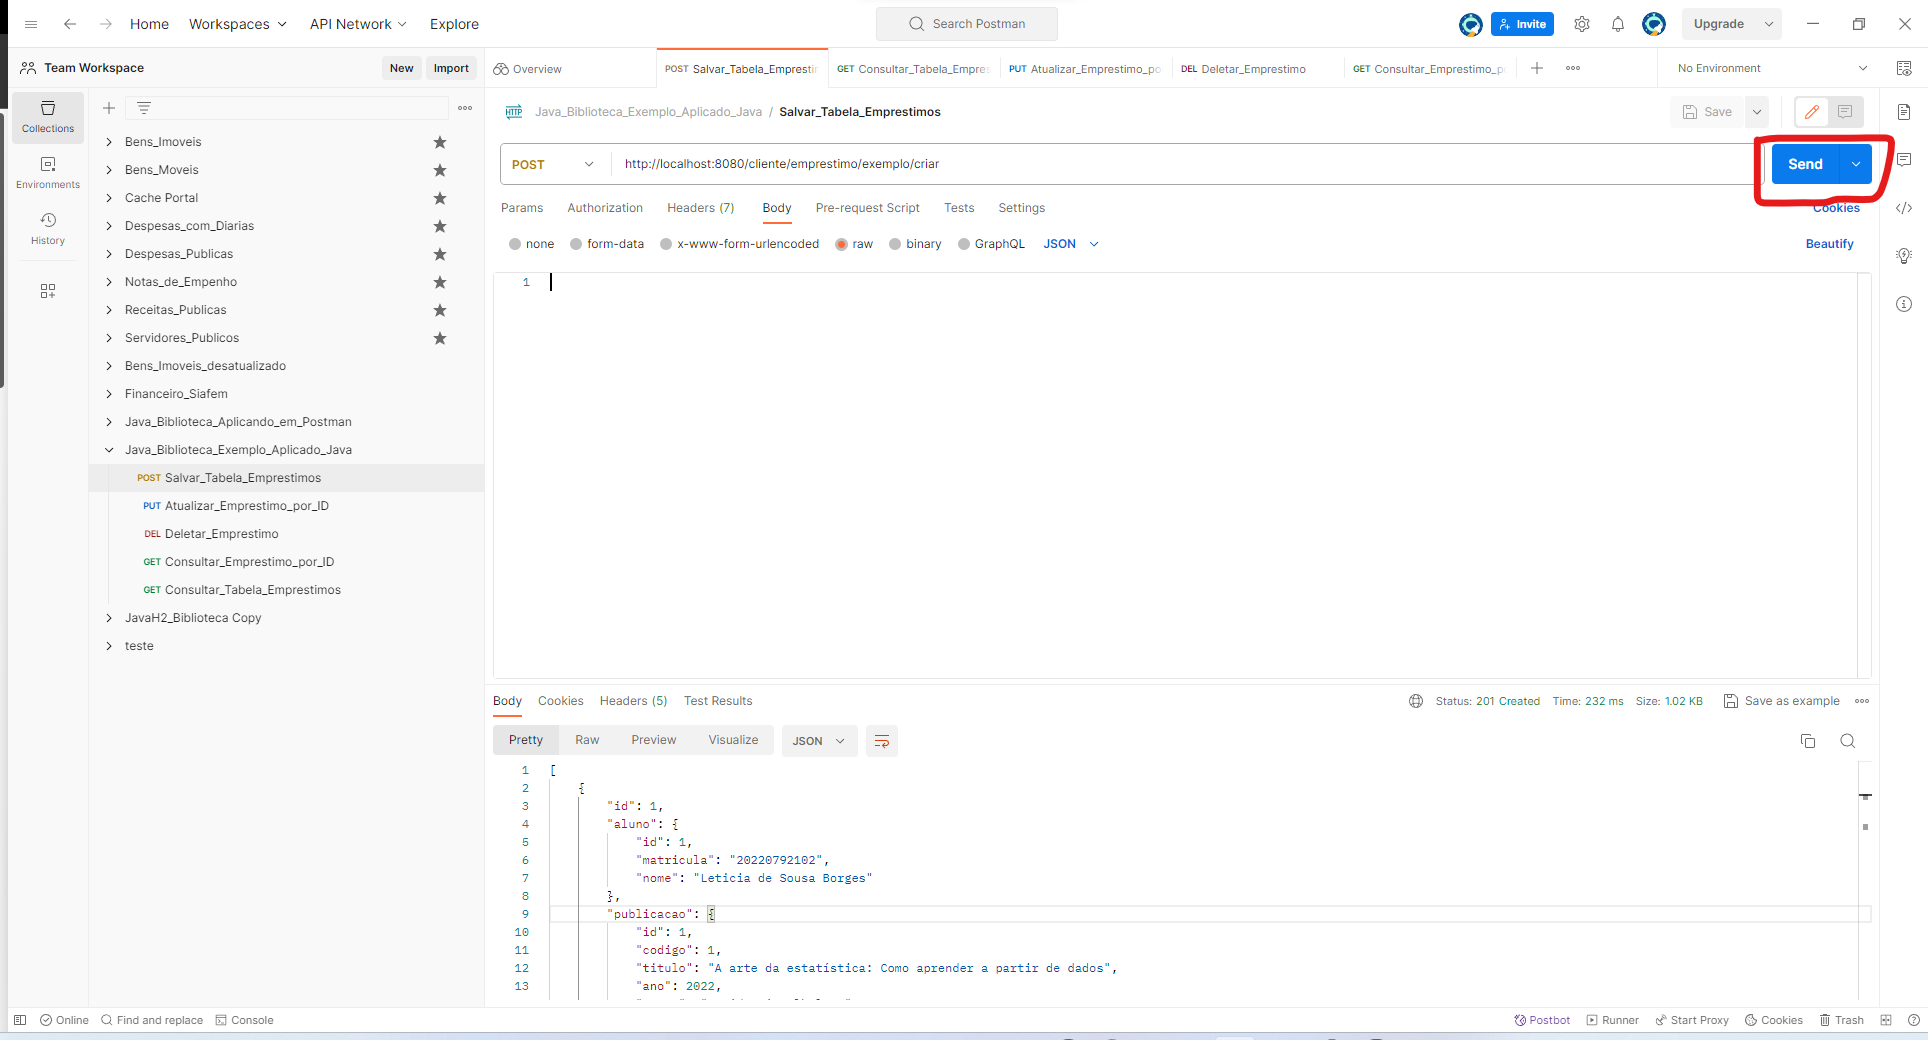 Home Workspaces API Network Explore Search Postman Invite Upgrade
Team Workspace New Import Overview POST Salvar_Tabela_Emprestir GET Consultar_Tabela_Empres PUT Atualizar_Emprestimo_po DEL Deletar_Emprestimo GET Consultar_Emprestimo_p No Environment
Collections
Environments
History
Bens_Imoveis
Bens_Moveis
Cache Portal
Despesas_com_Diarias
Despesas_Publicas
Notas_de_Empenho
Receitas_Publicas
Servidores_Publicos
Bens_Imoveis_desatualizado
Financeiro_Siafem
Java_Biblioteca_Aplicando_em_Postman
Java_Biblioteca_Exemplo_Aplicado_Java
POST Salvar_Tabela_Emprestimos
PUT Atualizar_Emprestimo_por_ID
DEL Deletar_Emprestimo
GET Consultar_Emprestimo_por_ID
GET Consultar_Tabela_Emprestimos
JavaH2_Biblioteca Copy
teste
HTTP Java_Biblioteca_Exemplo_Aplicado_Java / Salvar_Tabela_Emprestimos Save
POST http://localhost:8080/cliente/emprestimo/exemplo/criar Send
Params Authorization Headers (7) Body Pre-request Script Tests Settings Cookies
none form-data x-www-form-urlencoded raw binary GraphQL JSON Beautify
1
Body Cookies Headers (5) Test Results Status: 201 Created Time: 232 ms Size: 1.02 KB Save as example
Pretty Raw Preview Visualize JSON
1 [
2 {
3 "id": 1,
4 "aluno": {
5 "id": 1,
6 "matricula": "20220792102",
7 "nome": "Leticia de Sousa Borges"
8 },
9 "publicacao": {
10 "id": 1,
11 "codigo": 1,
12 "titulo": "A arte da estatística: Como aprender a partir de dados",
13 "ano": 2022,
Online Find and replace Console Postbot Runner Start Proxy Cookies Trash